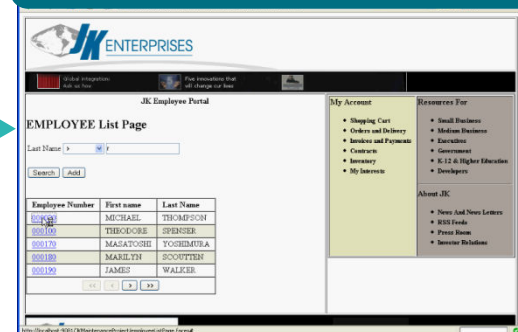 JK ENTERPRISES
Global Integration
Ask us how
Five innovations that
will change our lives
JK Employee Portal
EMPLOYEE List Page
Last Name > r
Search Add
Employee Number First name Last Name
MICHAEL THOMPSON
000100 THEODORE SPENSER
000170 MASATOSHI YOSHIMURA
000180 MARILYN SCOUTTEN
000190 JAMES WALKER
My Account
Shopping Cart
Orders and Delivery
Invoices and Payments
Contracts
Inventory
My Interests
Resources For
Small Business
Medium Business
Executives
Government
K-12 & Higher Education
Developers
About JK
News And News Letters
RSS Feeds
Press Room
Investor Relations